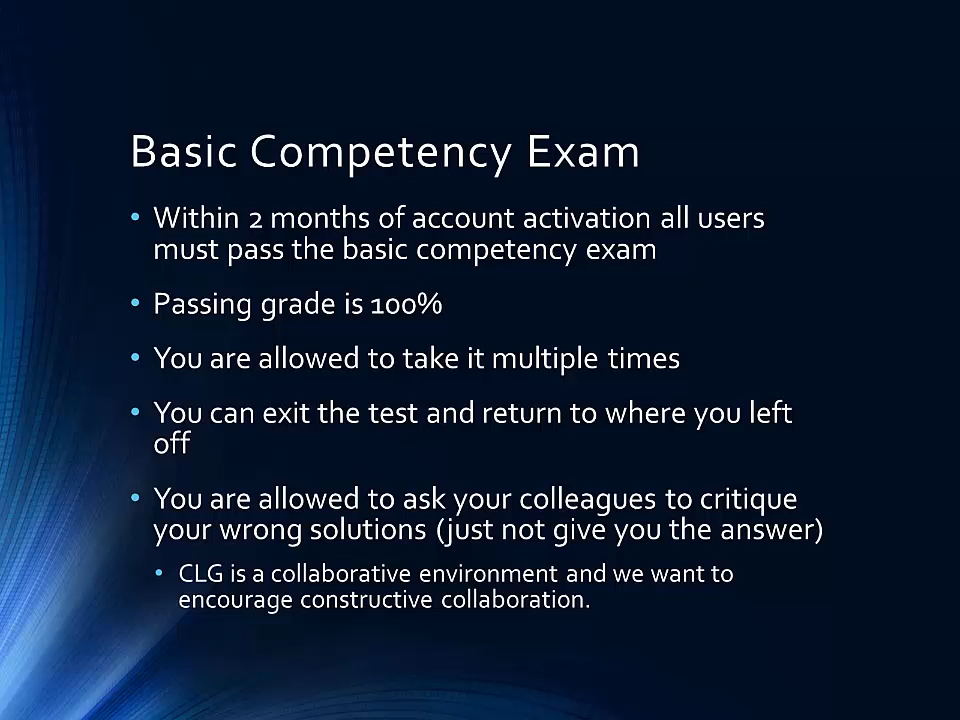 Basic Competency Exam
• Within 2 months of account activation all users
must pass the basic competency exam
• Passing grade is 100%
• You are allowed to take it multiple times
• You can exit the test and return to where you left
off
• You are allowed to ask your colleagues to critique
your wrong solutions (just not give you the answer)
• CLG is a collaborative environment and we want to
encourage constructive collaboration.